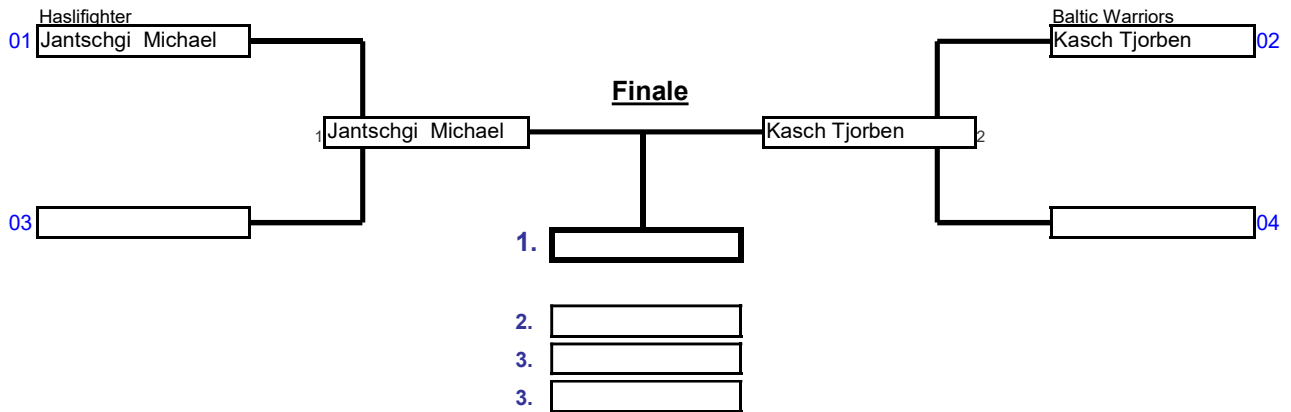 Haslifighter
Baltic Warriors
01 Jantschgi  Michael
Kasch Tjorben 02
Finale
1 Jantschgi  Michael
Kasch Tjorben 2
03
04
1.
2.
3.
3.